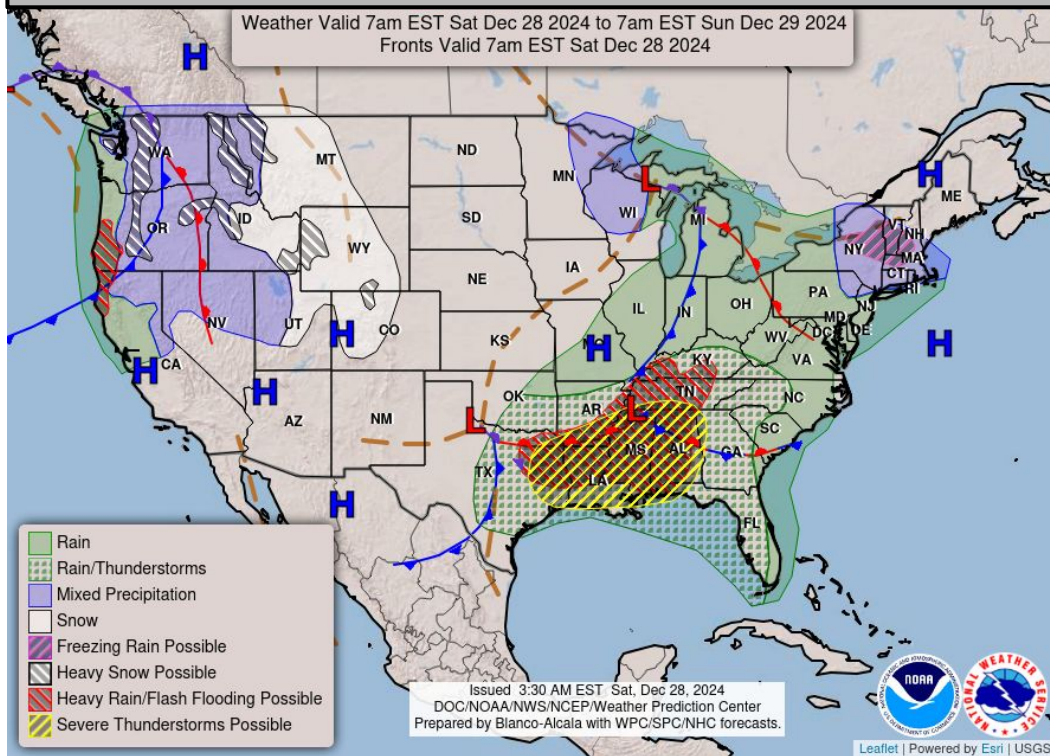 Weather Valid 7am EST Sat Dec 28 2024 to 7am EST Sun Dec 29 2024
Fronts Valid 7am EST Sat Dec 28 2024
H
H
WA
MT
ND
MN
L
ME
OR
ID
SD
WI
MI
VT
NH
NY
MA
CT
RI
WY
IA
NE
PA
NJ
NV
UT
H
CO
IL
IN
OH
MD
DE
DC
WV
H
KS
H
VA
H
CA
H
KY
AZ
NM
OK
AR
TN
NC
L
L
SC
TX
MS
AL
GA
H
LA
FL
Rain
Rain/Thunderstorms
Mixed Precipitation
Snow
Freezing Rain Possible
Heavy Snow Possible
Heavy Rain/Flash Flooding Possible
Severe Thunderstorms Possible
Issued 3:30 AM EST Sat, Dec 28, 2024
DOC/NOAA/NWS/NCEP/Weather Prediction Center
Prepared by Blanco-Alcala with WPC/SPC/NHC forecasts.
NOAA
NATIONAL WEATHER SERVICE
Leaflet | Powered by Esri | USGS